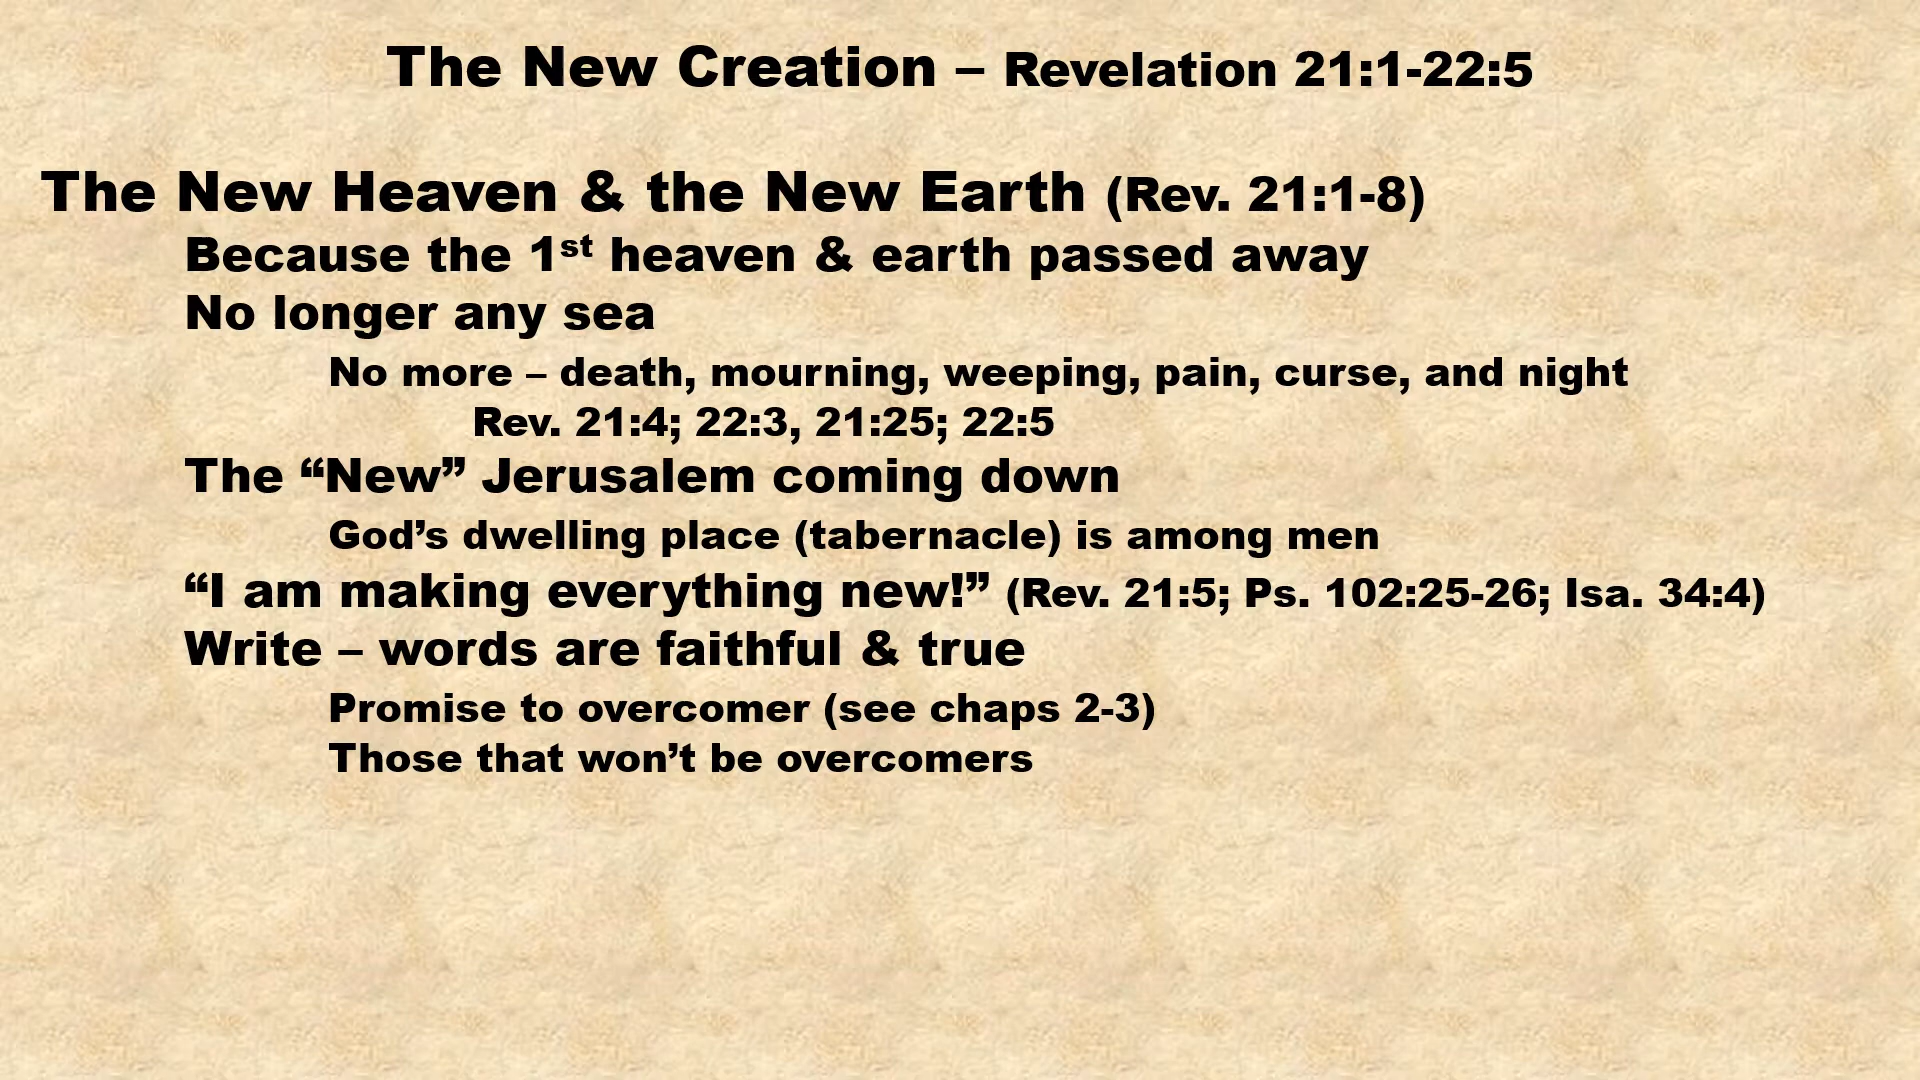 The New Creation – Revelation 21:1-22:5
The New Heaven & the New Earth (Rev. 21:1-8)
Because the 1st heaven & earth passed away
No longer any sea
No more – death, mourning, weeping, pain, curse, and night
Rev. 21:4; 22:3, 21:25; 22:5
The “New” Jerusalem coming down
God’s dwelling place (tabernacle) is among men
“I am making everything new!” (Rev. 21:5; Ps. 102:25-26; Isa. 34:4)
Write – words are faithful & true
Promise to overcomer (see chaps 2-3)
Those that won’t be overcomers